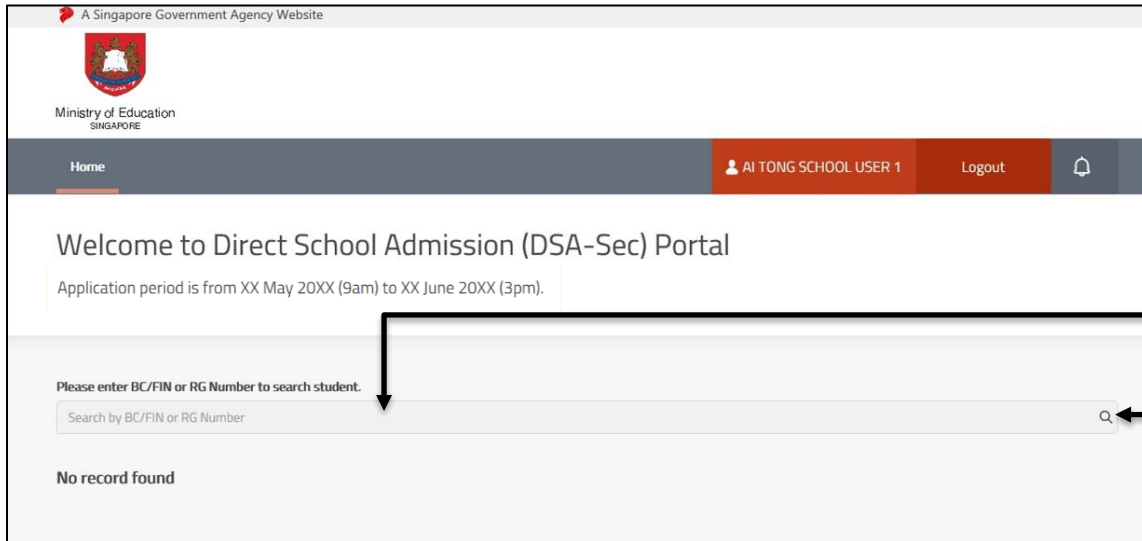 A Singapore Government Agency Website
Ministry of Education
SINGAPORE
Home
AI TONG SCHOOL USER 1
Logout
Welcome to Direct School Admission (DSA-Sec) Portal
Application period is from XX May 20XX (9am) to XX June 20XX (3pm).
Please enter BC/FIN or RG Number to search student.
Search by BC/FIN or RG Number
No record found